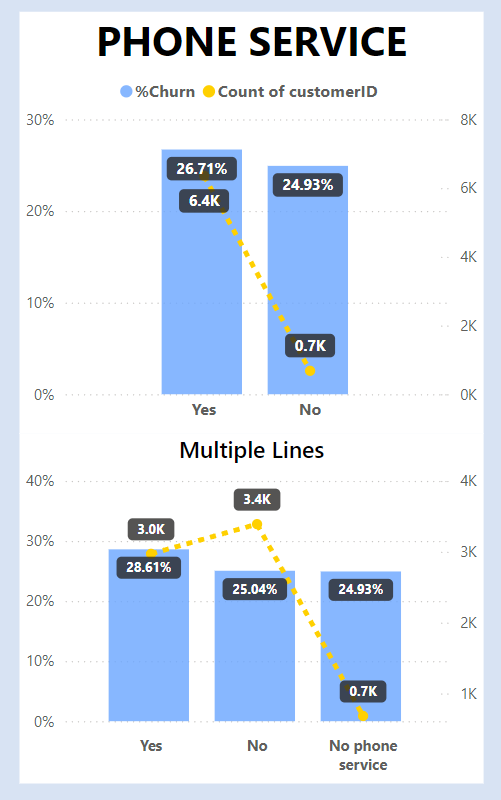 PHONE SERVICE
%Churn Count of customerID
30% 8K
26.71%
24.93%
6.4K
6K
20%
4K
10%
2K
0.7K
0% 0K
Yes No
Multiple Lines
40% 4K
3.4K
3.0K
30% 3K
28.61%
25.04% 24.93%
20%
2K
10%
1K
0.7K
0%
Yes No No phone
service